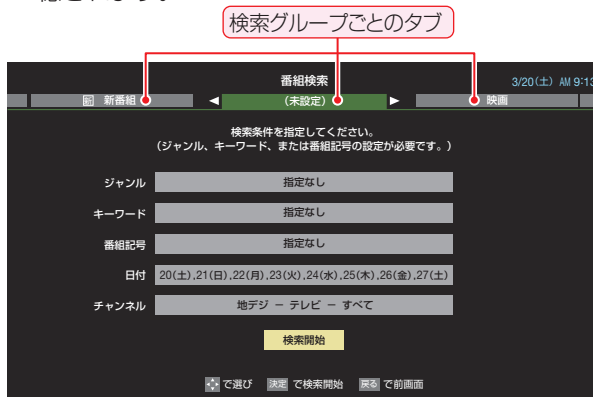 検索グループごとのタブ
番組検索 3/20(土) AM 9:13
新番組 ◀ (未設定) ▶ 映画
検索条件を指定してください。
(ジャンル、キーワード、または番組記号の設定が必要です。)
ジャンル 指定なし
キーワード 指定なし
番組記号 指定なし
日付 20(土),21(日),22(月),23(火),24(水),25(木),26(金),27(土)
チャンネル 地デジ － テレビ － すべて
検索開始
で選び 決定 で検索開始 戻る で前画面